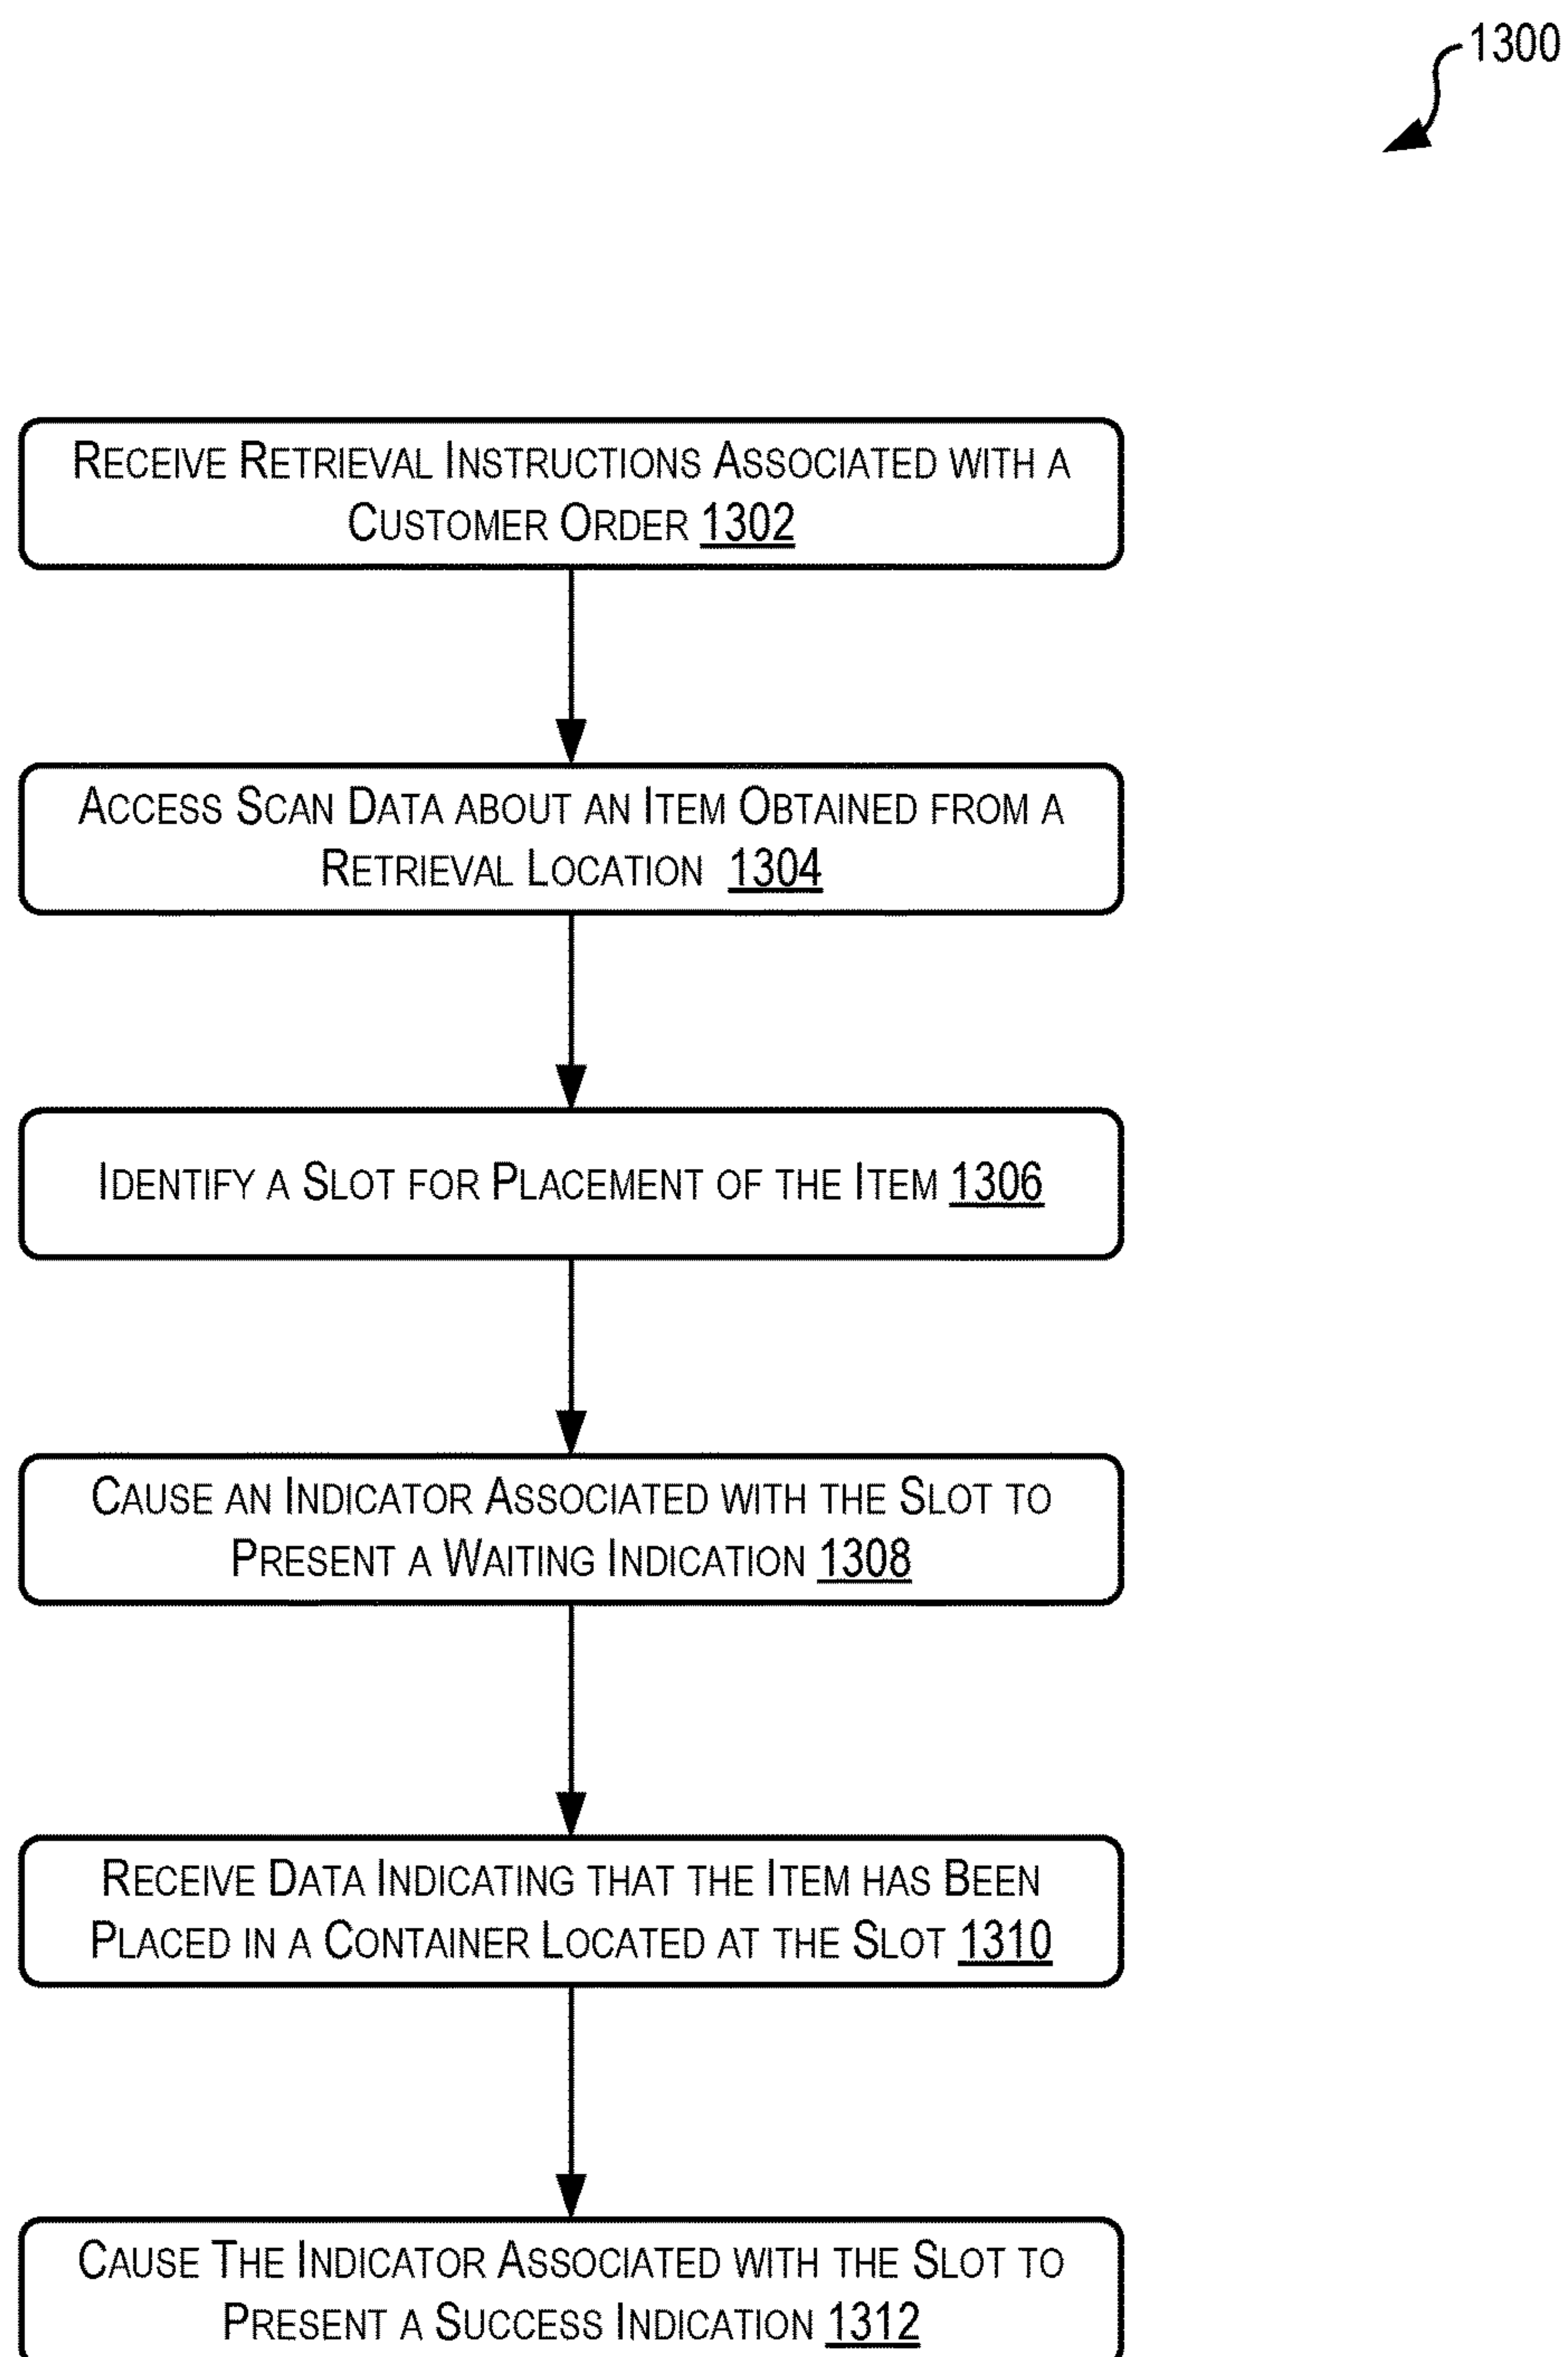 1300
RECEIVE RETRIEVAL INSTRUCTIONS ASSOCIATED WITH A
CUSTOMER ORDER 1302
ACCESS SCAN DATA ABOUT AN ITEM OBTAINED FROM A
RETRIEVAL LOCATION 1304
IDENTIFY A SLOT FOR PLACEMENT OF THE ITEM 1306
CAUSE AN INDICATOR ASSOCIATED WITH THE SLOT TO
PRESENT A WAITING INDICATION 1308
RECEIVE DATA INDICATING THAT THE ITEM HAS BEEN
PLACED IN A CONTAINER LOCATED AT THE SLOT 1310
CAUSE THE INDICATOR ASSOCIATED WITH THE SLOT TO
PRESENT A SUCCESS INDICATION 1312